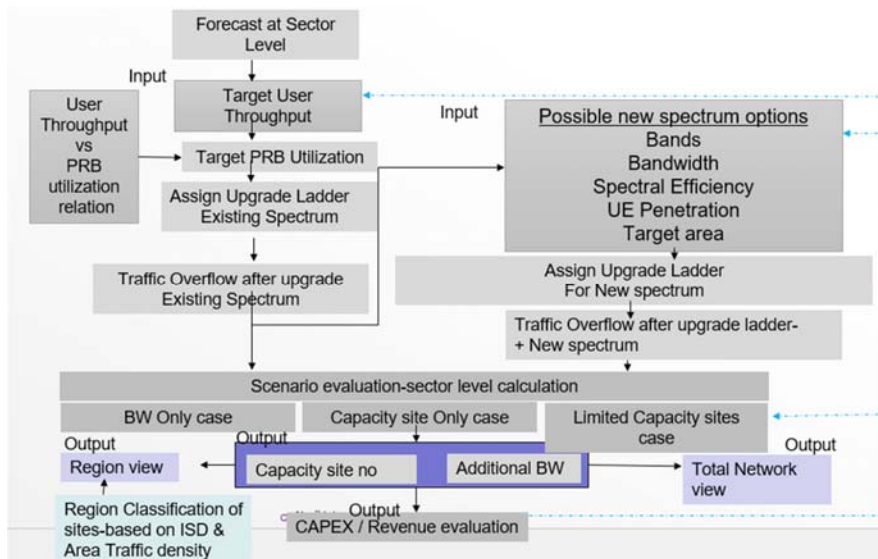 Forecast at Sector
Level
Input
Target User
Throughput
User
Throughput
vs
PRB
utilization
relation
Target PRB Utilization
Assign Upgrade Ladder
Existing Spectrum
Traffic Overflow after upgrade
Existing Spectrum
Input
Possible new spectrum options
Bands
Bandwidth
Spectral Efficiency
UE Penetration
Target area
Assign Upgrade Ladder
For New spectrum
Traffic Overflow after upgrade ladder-
+ New spectrum
Scenario evaluation-sector level calculation
BW Only case
Capacity site Only case
Limited Capacity sites
case
Output
Output
Output
Region view
Capacity site no
Additional BW
Total Network
view
Region Classification of
sites-based on ISD &
Area Traffic density
Output
CAPEX / Revenue evaluation